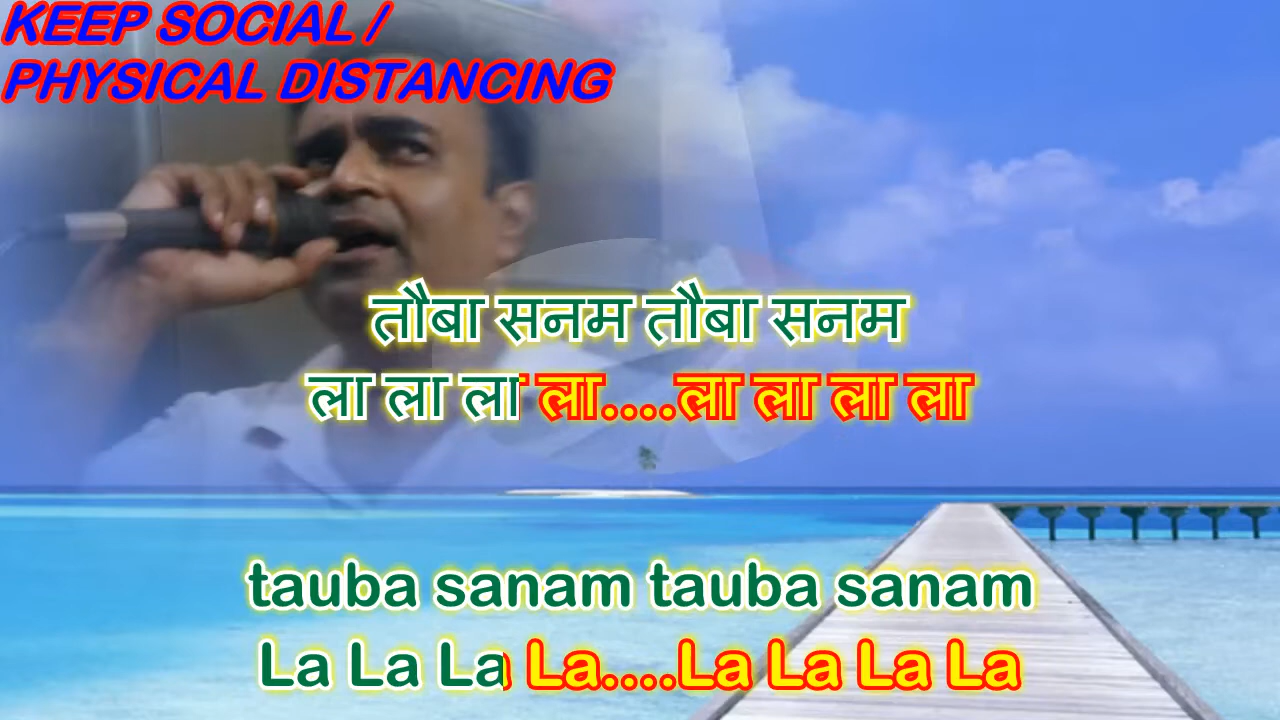 KEEP SOCIAL /
PHYSICAL DISTANCING
तौबा सनम तौबा सनम
ला ला ला ला....ला ला ला ला
tauba sanam tauba sanam
La La La La....La La La La